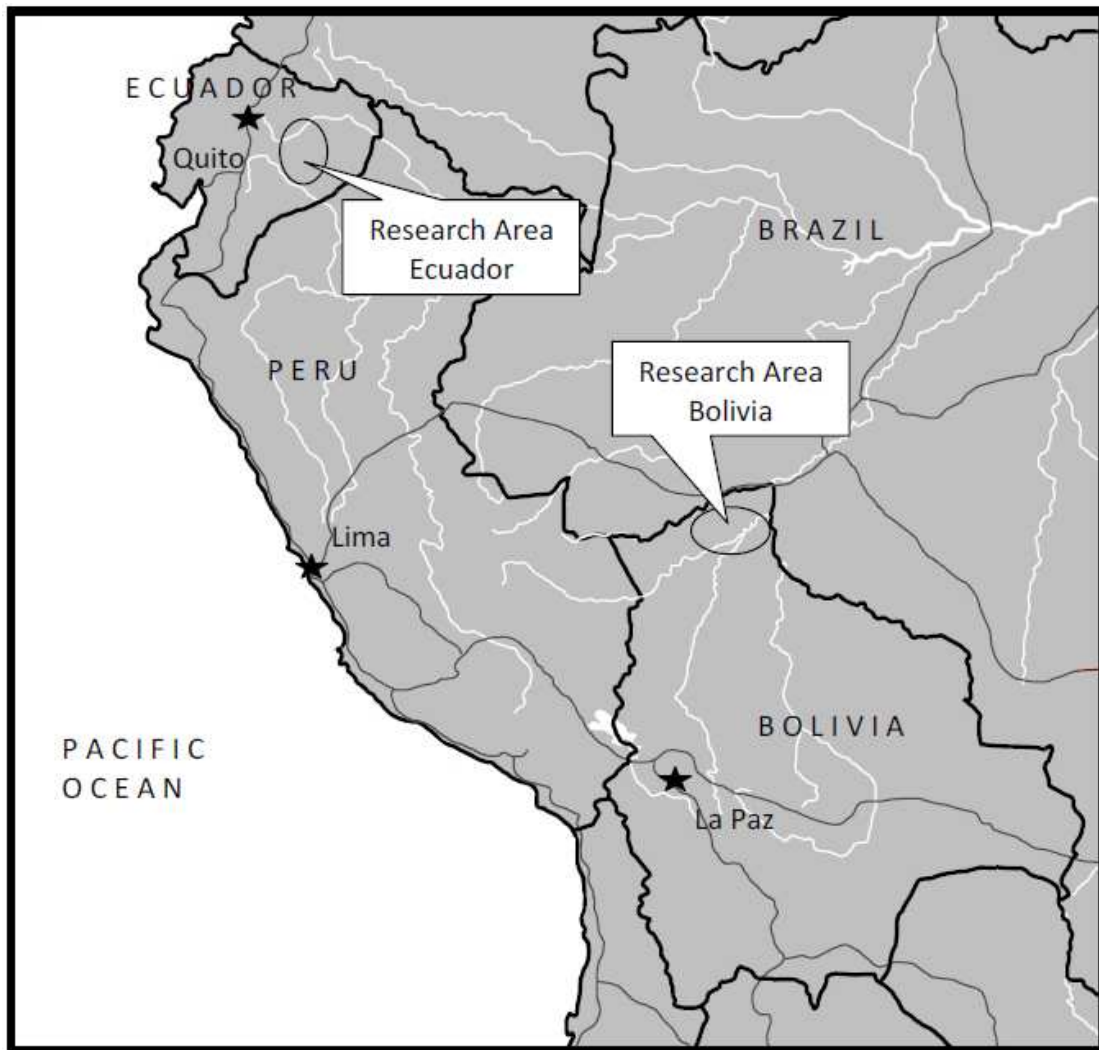 ECUADOR
Quito
Research Area
Ecuador
BRAZIL
PERU
Research Area
Bolivia
Lima
BOLIVIA
PACIFIC
OCEAN
La Paz